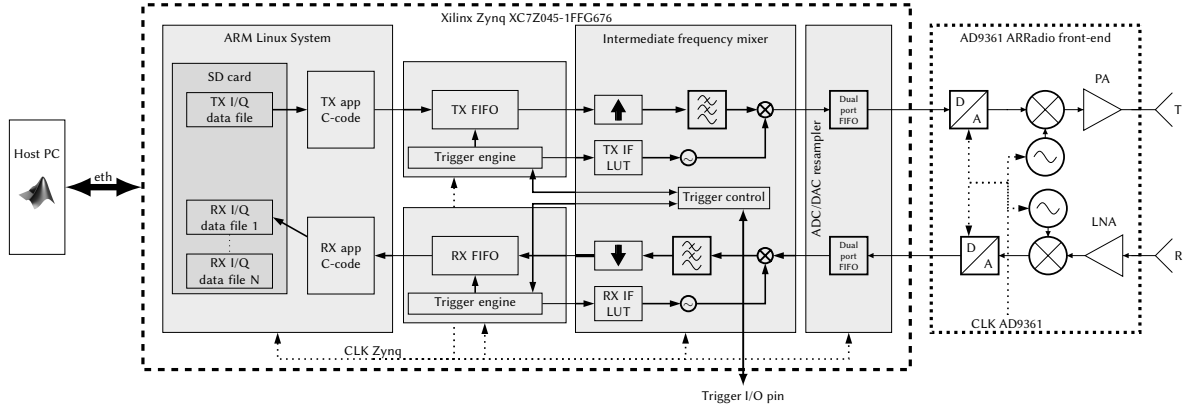 Xilinx Zynq XC7Z045-1FFG676
ARM Linux System
Intermediate frequency mixer
AD9361 ARRadio front-end
SD card
TX I/Q
data file
TX app
C-code
TX FIFO
Dual
port
FIFO
D
A
PA
T
Trigger engine
TX IF
LUT
Host PC
eth
Trigger control
ADC/DAC resampler
RX I/Q
data file 1
RX app
C-code
RX FIFO
Dual
port
FIFO
D
A
LNA
R
RX I/Q
data file N
Trigger engine
RX IF
LUT
CLK AD9361
CLK Zynq
Trigger I/O pin